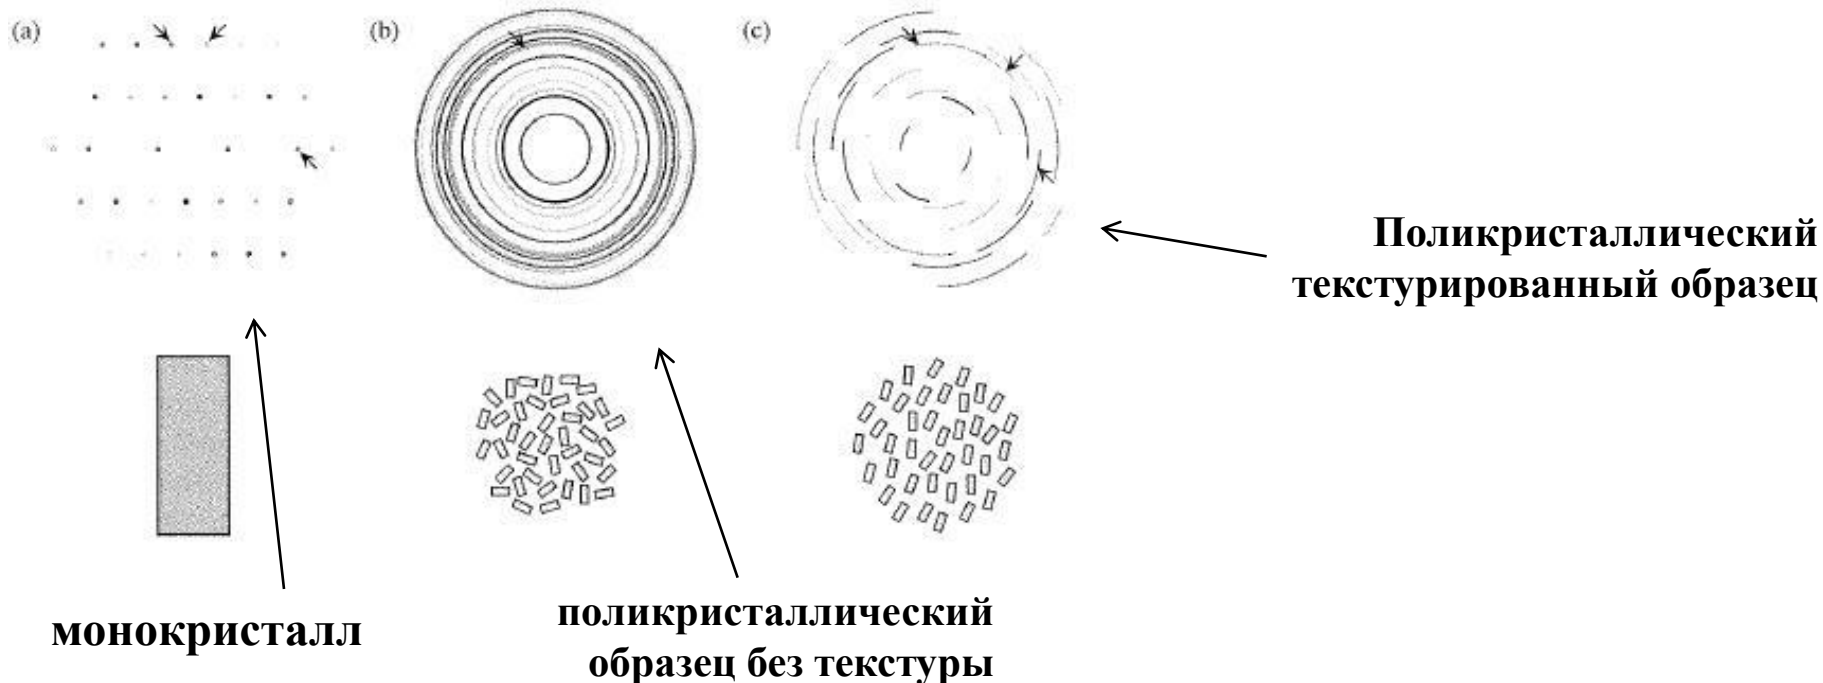 (a)
(b)
(c)
Поликристаллический
текстурированный образец
монокристалл
поликристаллический
образец без текстуры